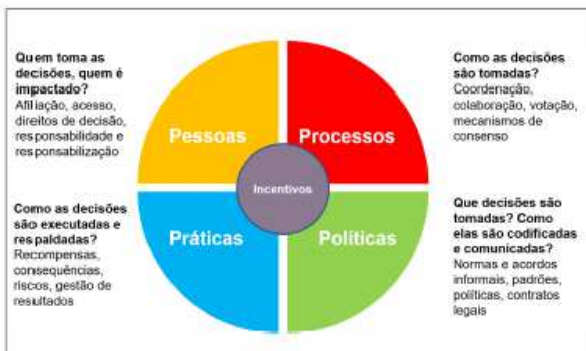 Quem toma as
decisões, quem é
impactado?
Afiliação, acesso,
direitos de decisão,
responsabilidade e
responsabilização
Como as decisões
são tomadas?
Coordenação,
colaboração, votação,
mecanismos de
consenso
Pessoas
Processos
Incentivos
Práticas
Políticas
Como as decisões
são executadas e
respaldadas?
Recompensas,
consequências,
riscos, gestão de
resultados
Que decisões são
tomadas? Como
elas são codificadas
e comunicadas?
Normas e acordos
informais, padrões,
políticas, contratos
legais